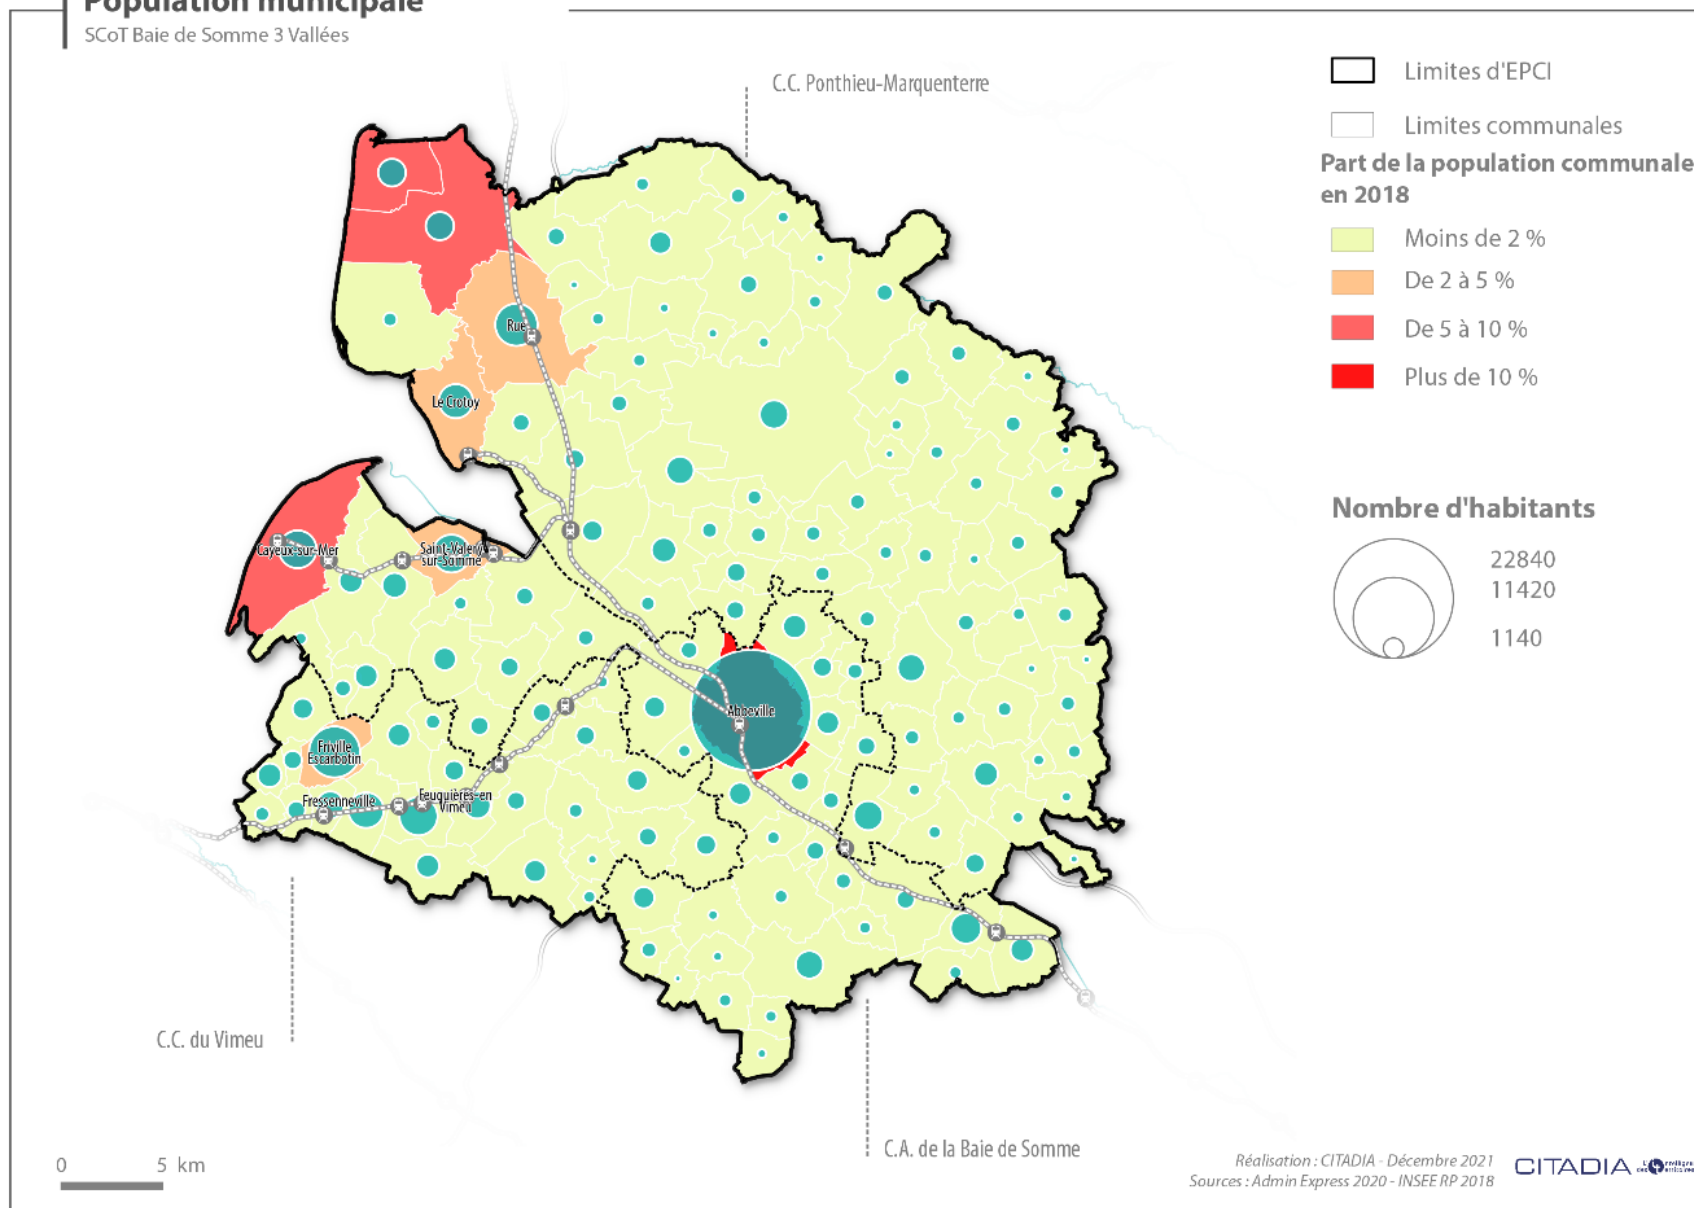 Population municipale
SCoT Baie de Somme 3 Vallées
C.C. Ponthieu-Marquenterre
Limites d'EPCI
Limites communales
Part de la population communale
en 2018
Moins de 2 %
De 2 à 5 %
De 5 à 10 %
Plus de 10 %
Nombre d'habitants
22840
11420
1140
Rue
Le Crotoy
Cayeux-sur-Mer
Saint-Valery
sur-Somme
Abbeville
Friville
Escarbotin
Fressenneville
Feuquières-en
Vimeu
C.C. du Vimeu
C.A. de la Baie de Somme
0 5 km
Réalisation : CITADIA - Décembre 2021
Sources : Admin Express 2020 - INSEE RP 2018
CITADIA